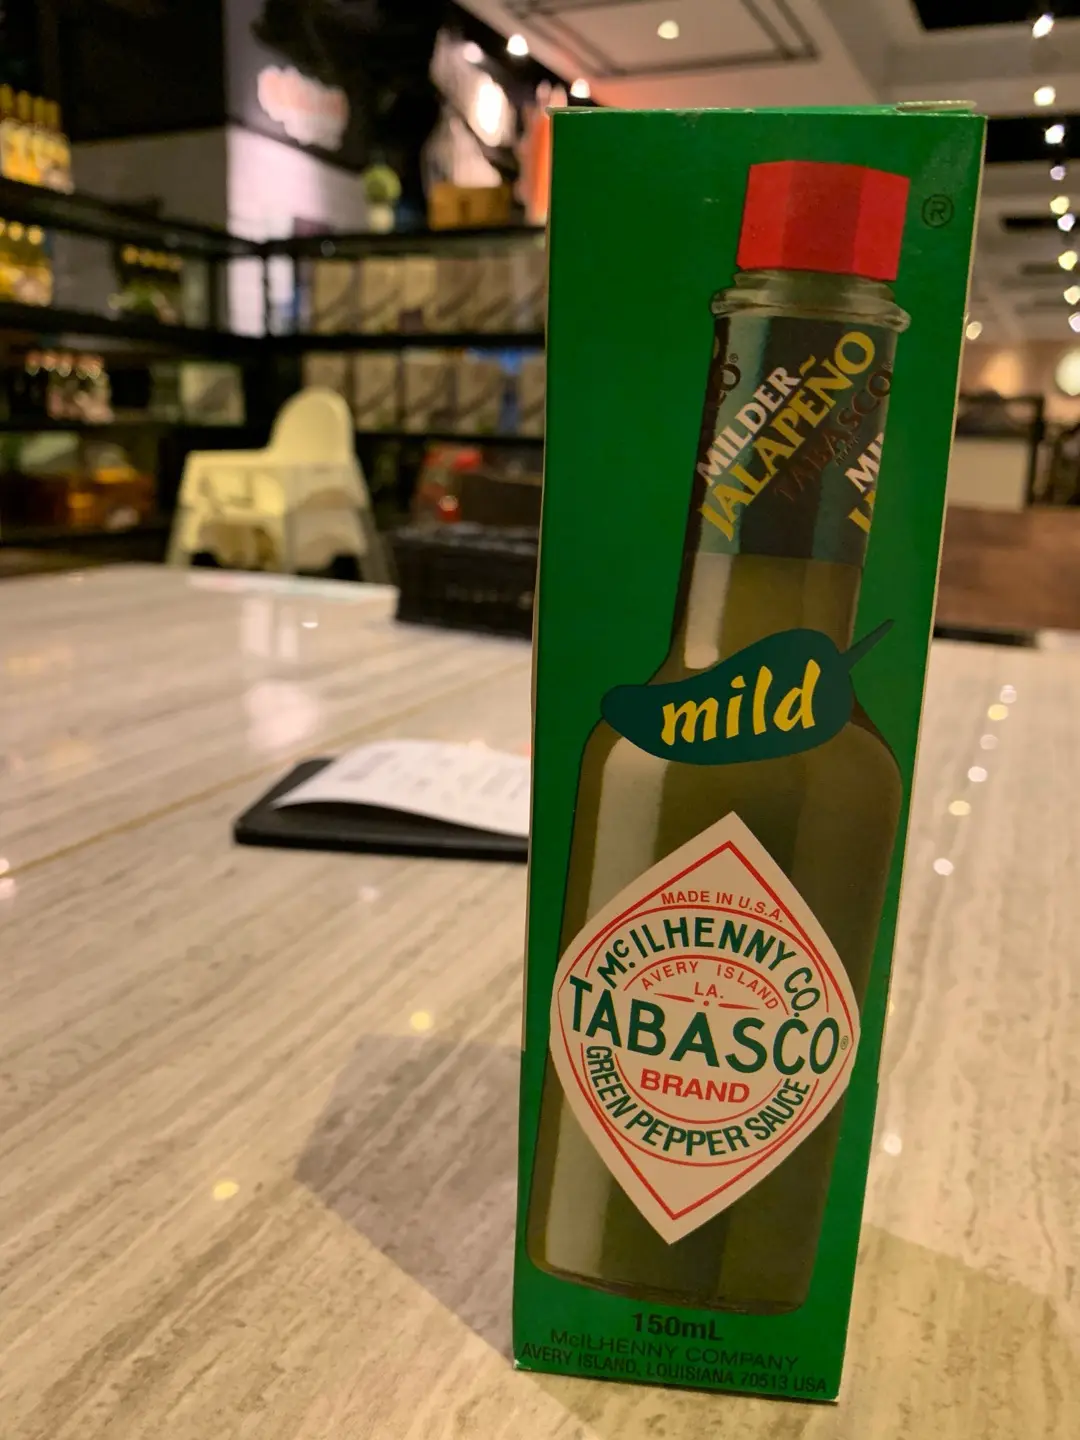 ®
MILDER
JALAPEÑO
TABASCO
mild
MADE IN U.S.A.
McILHENNY CO.
AVERY ISLAND
LA.
TABASCO®
BRAND
GREEN PEPPER SAUCE
150mL
McILHENNY COMPANY
AVERY ISLAND, LOUISIANA 70513 USA